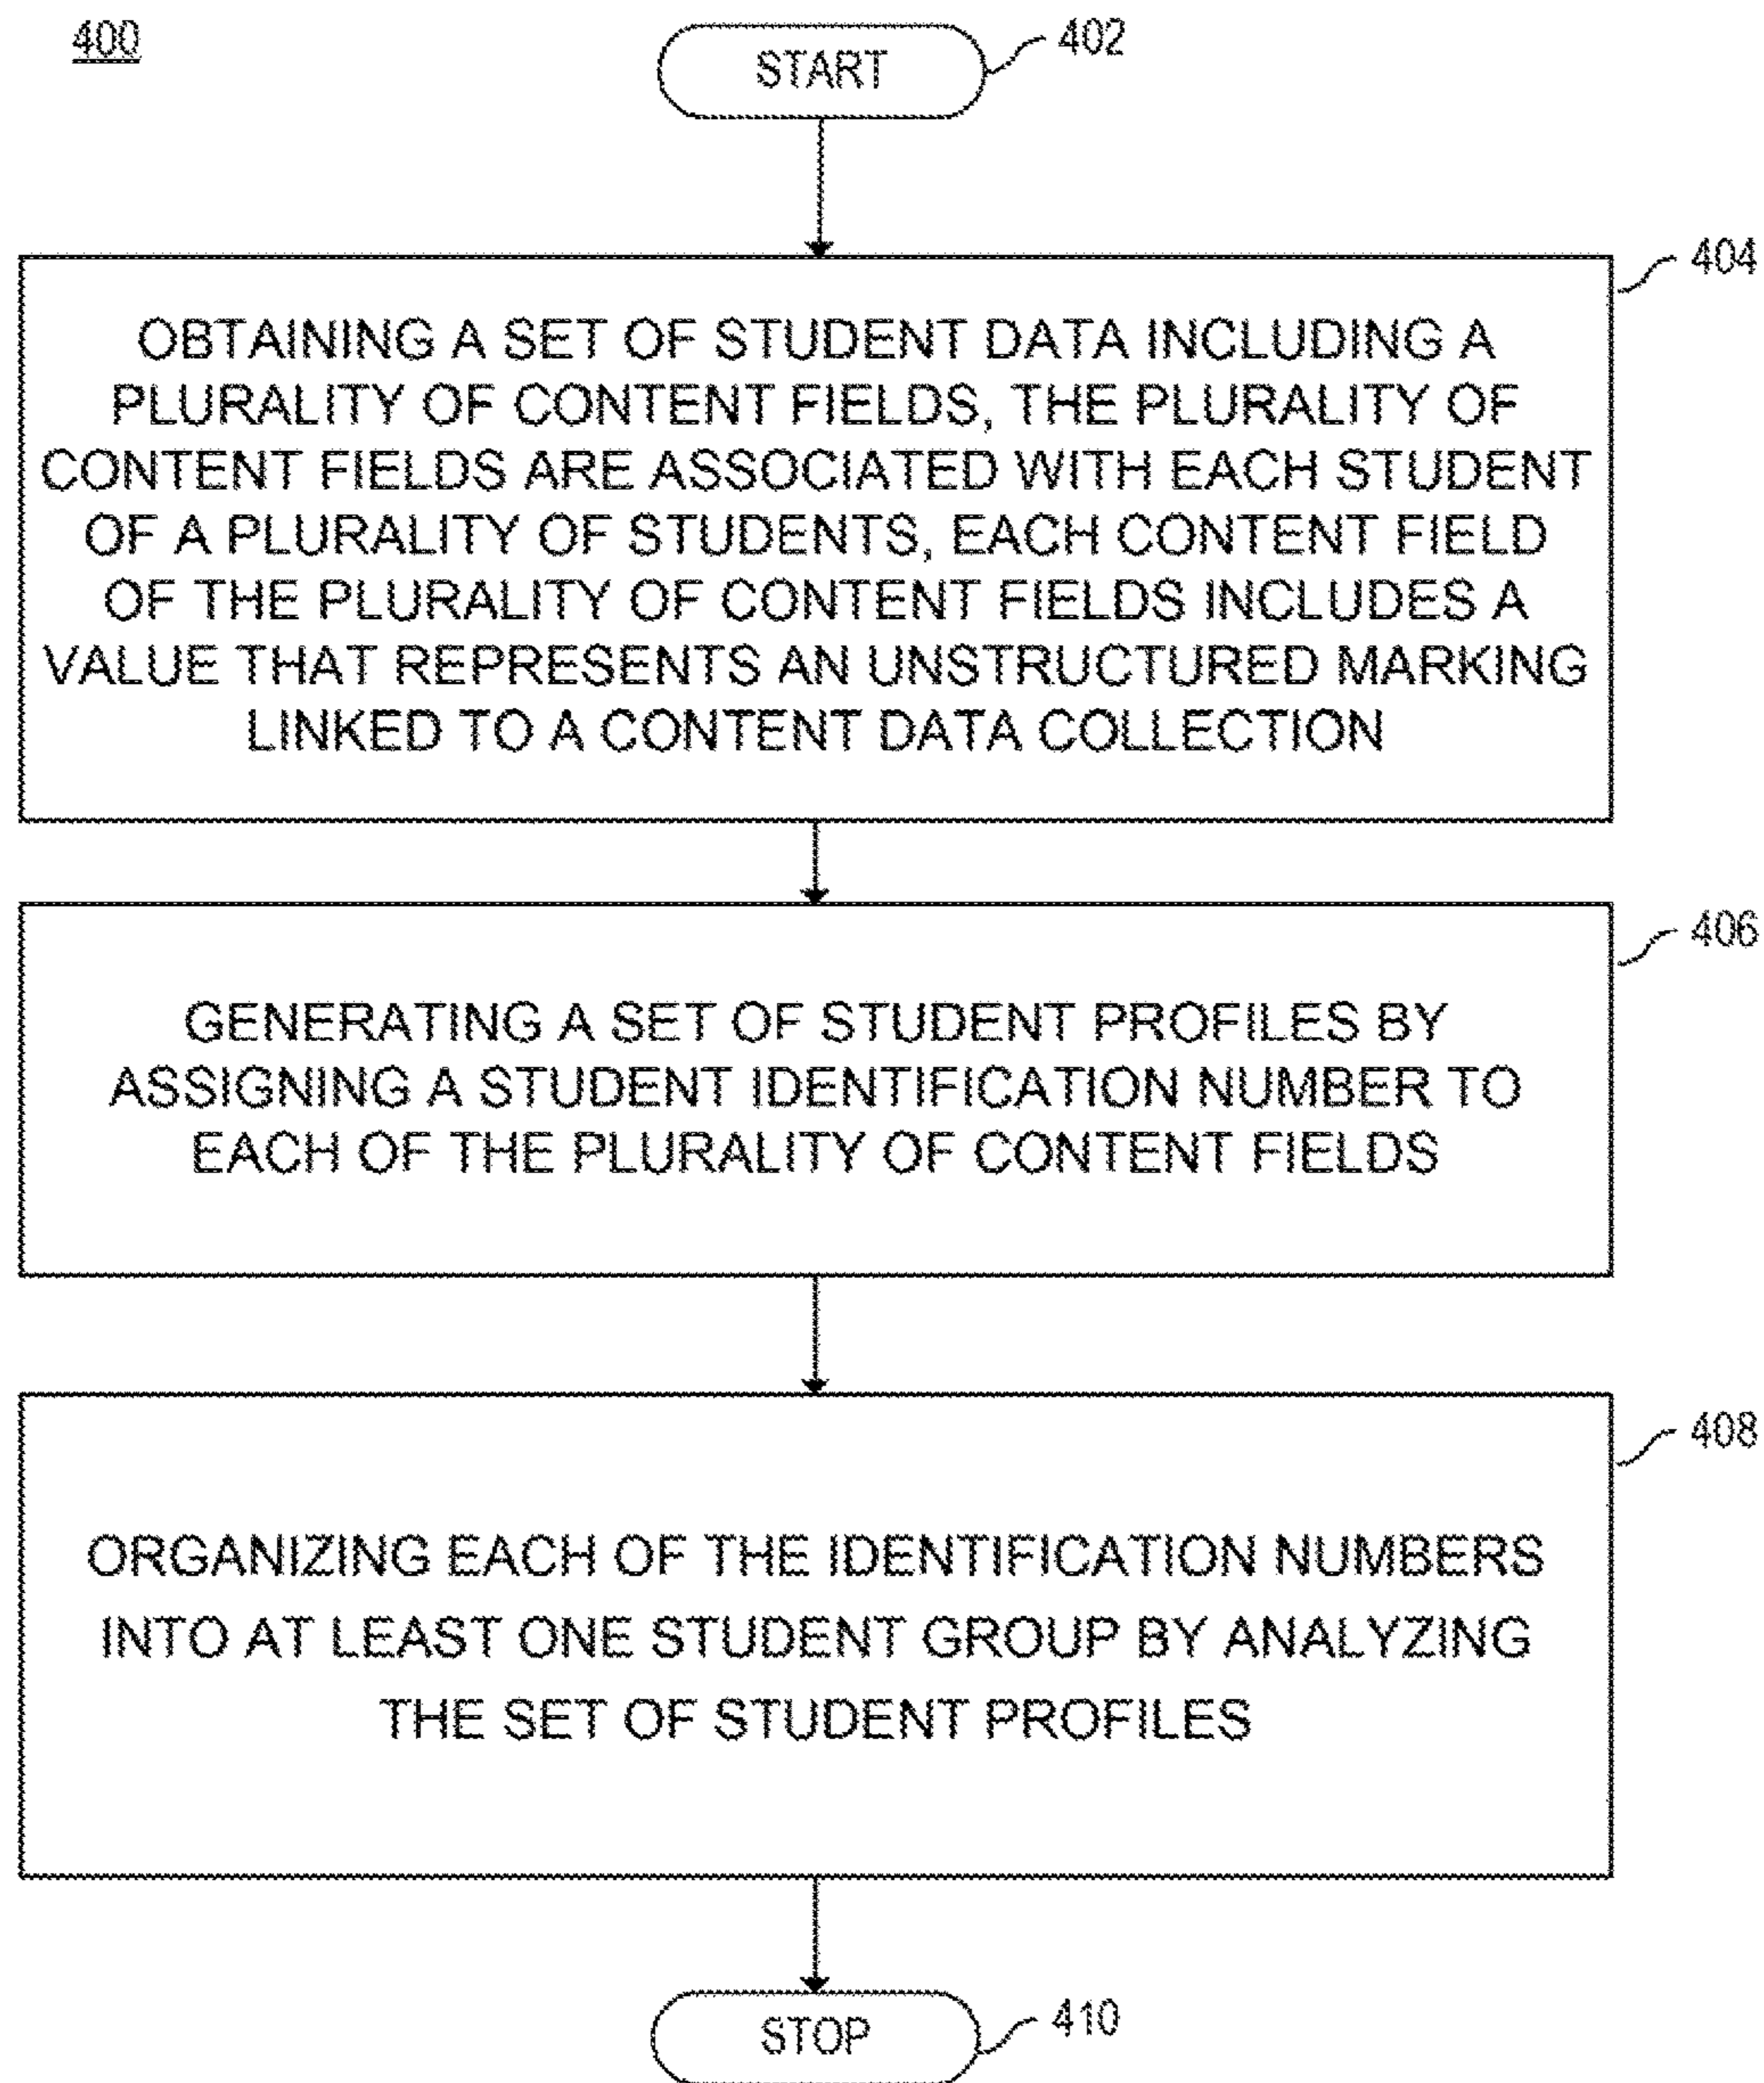 400
START
402
404
OBTAINING A SET OF STUDENT DATA INCLUDING A
PLURALITY OF CONTENT FIELDS, THE PLURALITY OF
CONTENT FIELDS ARE ASSOCIATED WITH EACH STUDENT
OF A PLURALITY OF STUDENTS, EACH CONTENT FIELD
OF THE PLURALITY OF CONTENT FIELDS INCLUDES A
VALUE THAT REPRESENTS AN UNSTRUCTURED MARKING
LINKED TO A CONTENT DATA COLLECTION
406
GENERATING A SET OF STUDENT PROFILES BY
ASSIGNING A STUDENT IDENTIFICATION NUMBER TO
EACH OF THE PLURALITY OF CONTENT FIELDS
408
ORGANIZING EACH OF THE IDENTIFICATION NUMBERS
INTO AT LEAST ONE STUDENT GROUP BY ANALYZING
THE SET OF STUDENT PROFILES
STOP
410